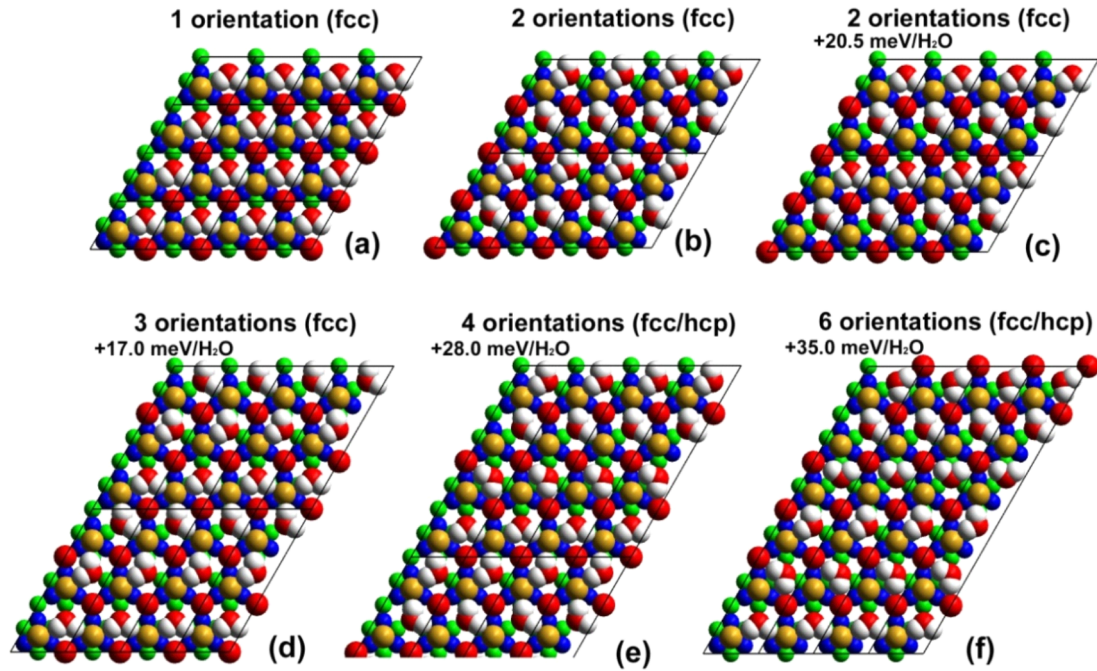 1 orientation (fcc)
2 orientations (fcc)
2 orientations (fcc)
+20.5 meV/H₂O
(a)
(b)
(c)
3 orientations (fcc)
+17.0 meV/H₂O
4 orientations (fcc/hcp)
+28.0 meV/H₂O
6 orientations (fcc/hcp)
+35.0 meV/H₂O
(d)
(e)
(f)